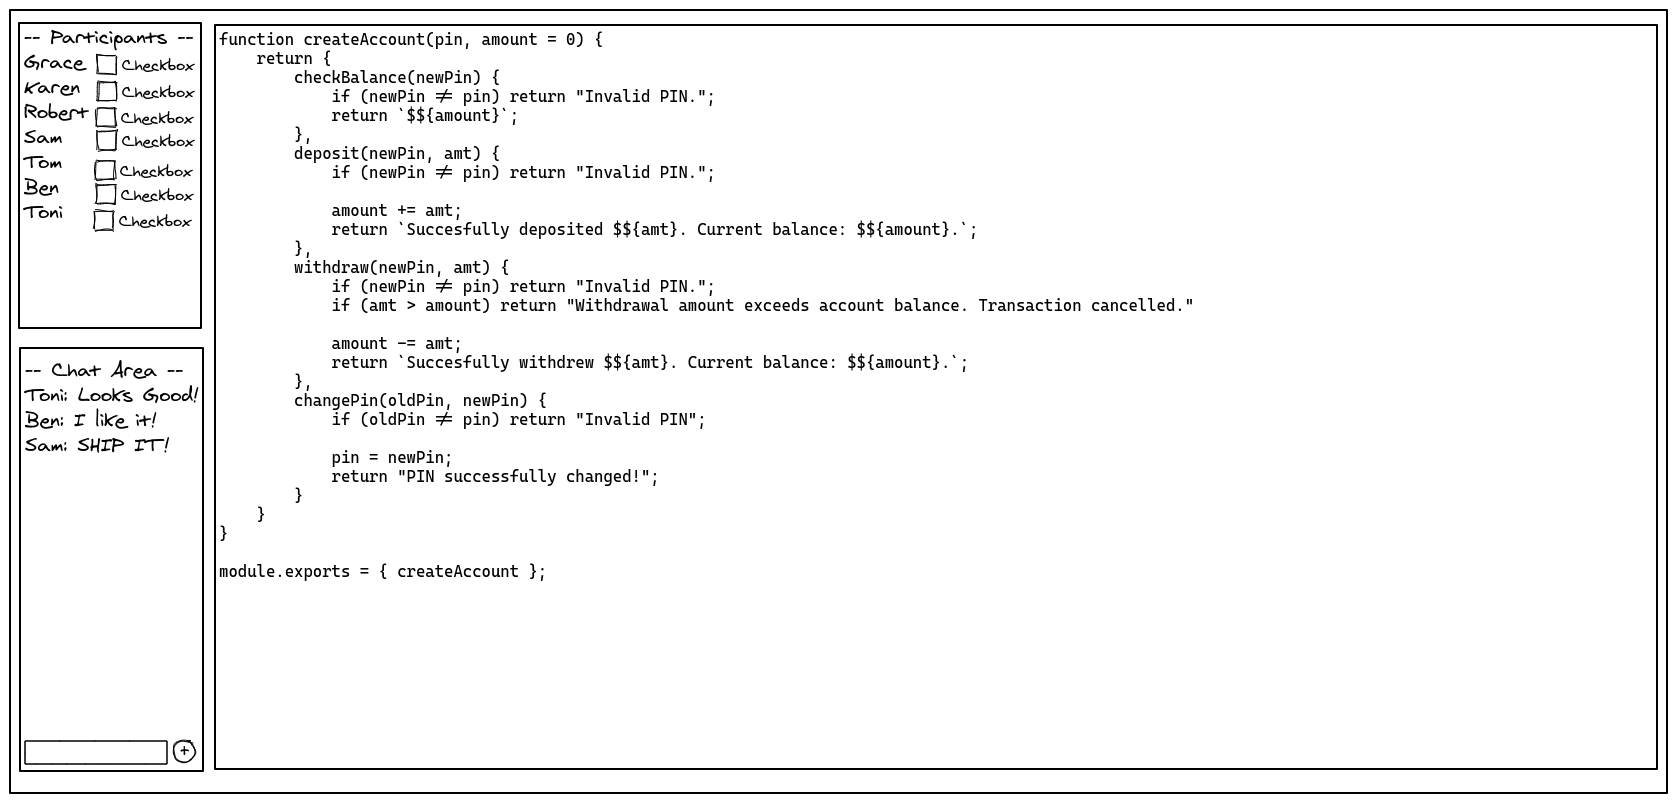 -- Participants --
Grace Checkbox
Karen Checkbox
Robert Checkbox
Sam Checkbox
Tom Checkbox
Ben Checkbox
Toni Checkbox
-- Chat Area --
Toni: Looks Good!
Ben: I like it!
Sam: SHIP IT!
+
function createAccount(pin, amount = 0) {
    return {
        checkBalance(newPin) {
            if (newPin ≠ pin) return "Invalid PIN.";
            return `$${amount}`;
        },
        deposit(newPin, amt) {
            if (newPin ≠ pin) return "Invalid PIN.";

            amount += amt;
            return `Succesfully deposited $${amt}. Current balance: $${amount}.`;
        },
        withdraw(newPin, amt) {
            if (newPin ≠ pin) return "Invalid PIN.";
            if (amt > amount) return "Withdrawal amount exceeds account balance. Transaction cancelled."

            amount -= amt;
            return `Succesfully withdrew $${amt}. Current balance: $${amount}.`;
        },
        changePin(oldPin, newPin) {
            if (oldPin ≠ pin) return "Invalid PIN";

            pin = newPin;
            return "PIN successfully changed!";
        }
    }
}

module.exports = { createAccount };